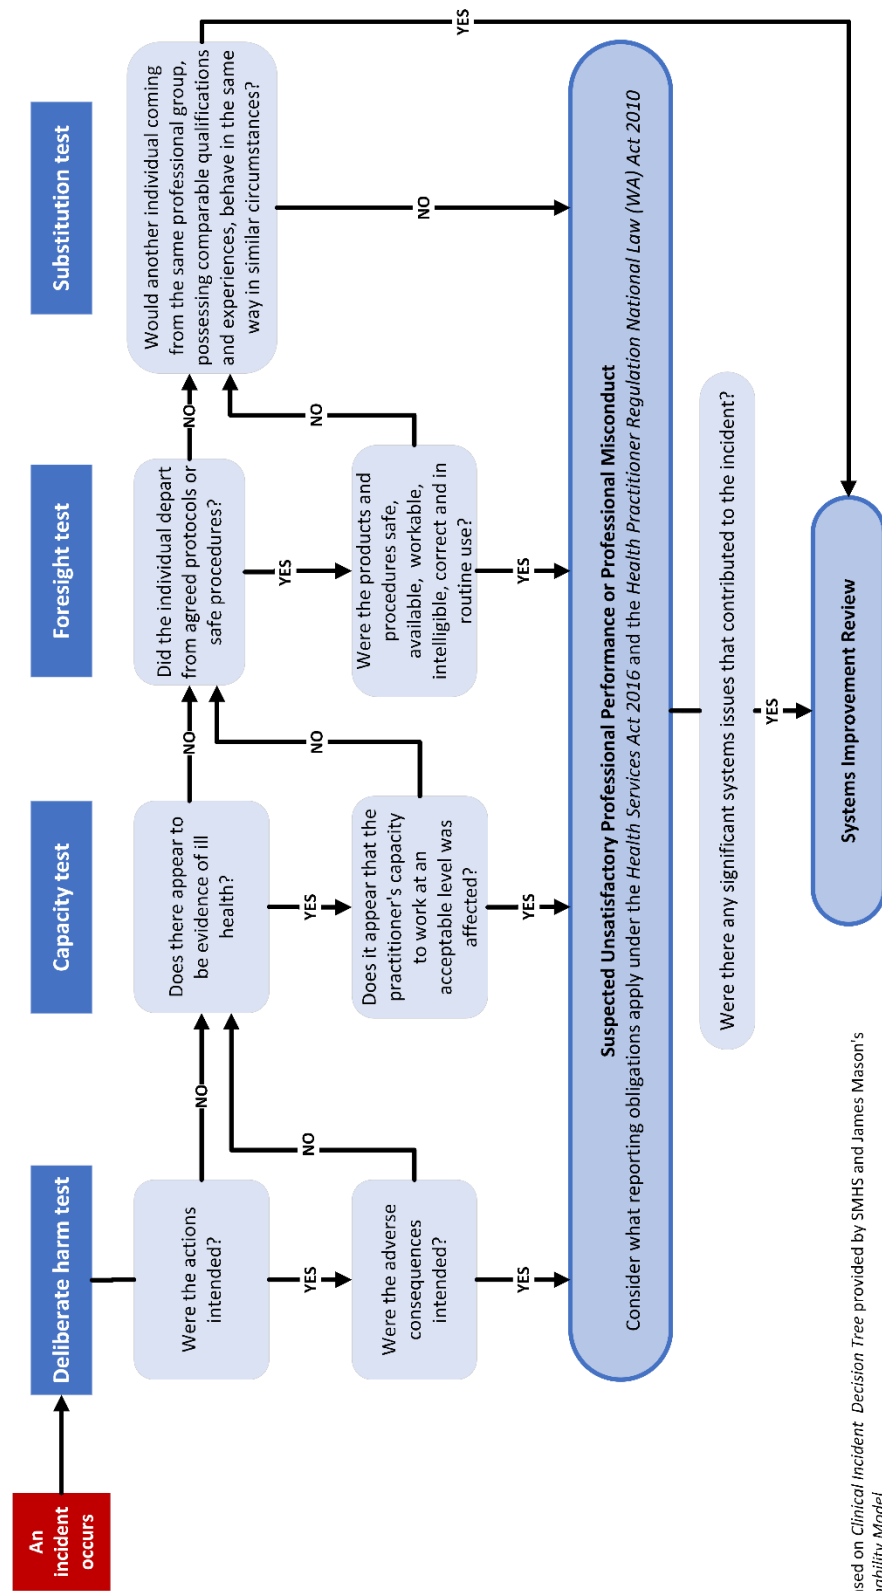 An
incident
occurs
Deliberate harm test
Were the actions
intended?
NO
YES
Were the adverse
consequences
intended?
NO
YES
Capacity test
Does there appear to
be evidence of ill
health?
NO
YES
Does it appear that the
practitioner's capacity
to work at an
acceptable level was
affected?
NO
YES
Foresight test
Did the individual depart
from agreed protocols or
safe procedures?
NO
YES
Were the products and
procedures safe,
available, workable,
intelligible, correct and in
routine use?
NO
YES
Substitution test
Would another individual coming
from the same professional group,
possessing comparable qualifications
and experiences, behave in the same
way in similar circumstances?
NO
YES
Suspected Unsatisfactory Professional Performance or Professional Misconduct
Consider what reporting obligations apply under the Health Services Act 2016 and the Health Practitioner Regulation National Law (WA) Act 2010
Were there any significant systems issues that contributed to the incident?
YES
Systems Improvement Review
on Clinical Incident Decision Tree provided by SMHS and James Mason's
Model